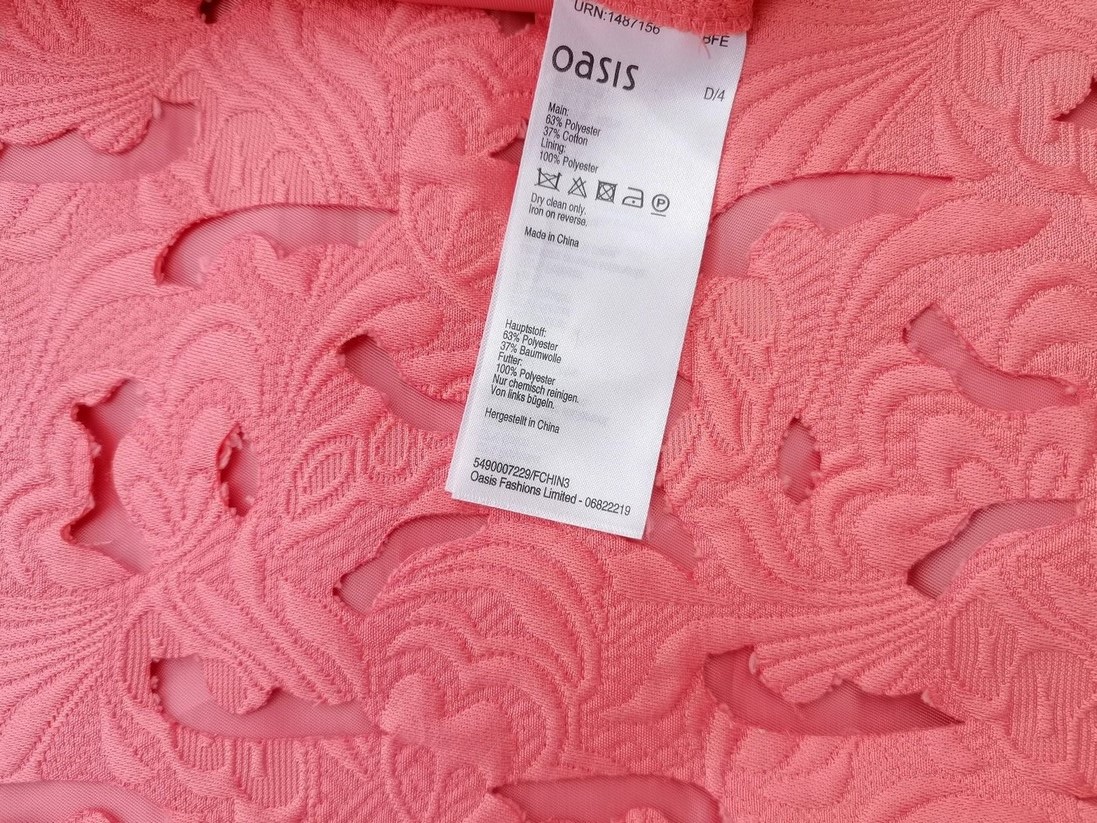 URN:1487156 BFE
oasis
D/4
Main:
63% Polyester
37% Cotton
Lining:
100% Polyester
P
Dry clean only.
Iron on reverse.
Made in China
Hauptstoff:
63% Polyester
37% Baumwolle
Futter:
100% Polyester
Nur chemisch reinigen.
Von links bügeln.
Hergestellt in China
5490007229/FCHIN3
Oasis Fashions Limited - 06822219